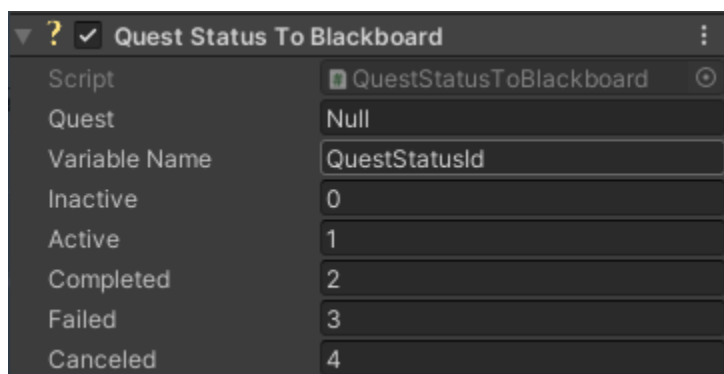 Quest Status To Blackboard
Script QuestStatusToBlackboard
Quest Null
Variable Name QuestStatusId
Inactive 0
Active 1
Completed 2
Failed 3
Canceled 4